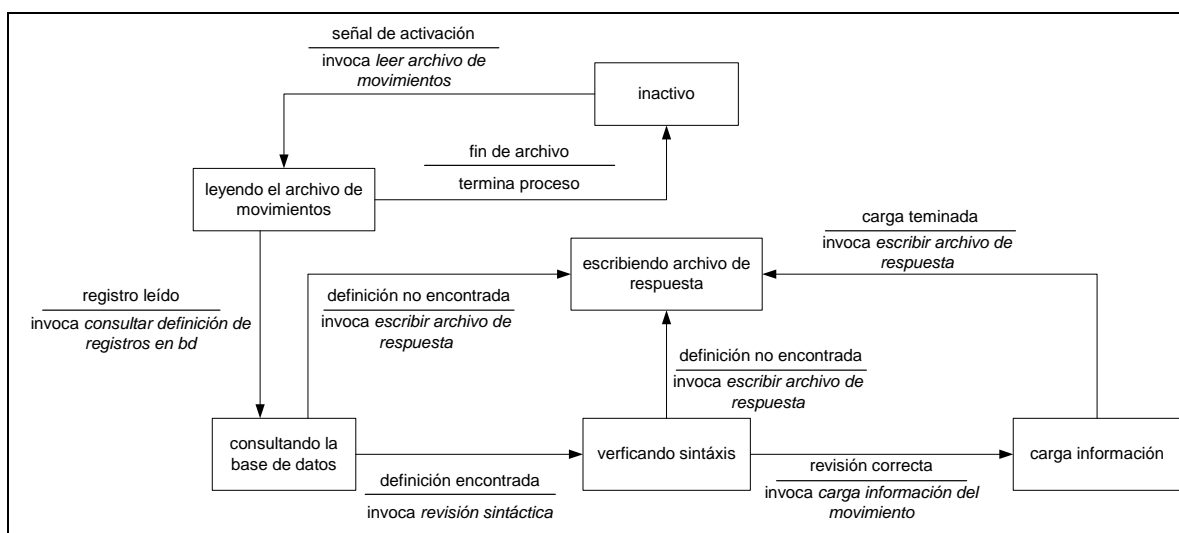 señal de activación
invoca leer archivo de
movimientos
inactivo
fin de archivo
termina proceso
leyendo el archivo de
movimientos
carga teminada
invoca escribir archivo de
respuesta
escribiendo archivo de
respuesta
registro leído
invoca consultar definición de
registros en bd
definición no encontrada
invoca escribir archivo de
respuesta
definición no encontrada
invoca escribir archivo de
respuesta
consultando la
base de datos
verficando sintáxis
carga información
definición encontrada
invoca revisión sintáctica
revisión correcta
invoca carga información del
movimiento